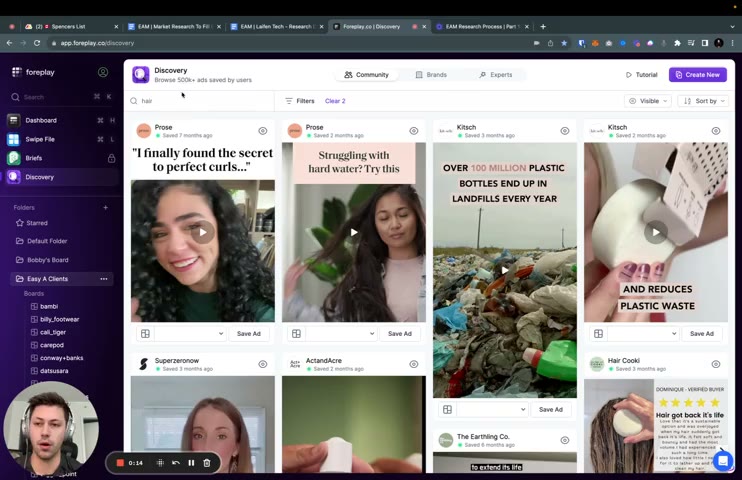 Spencers List
EAM | Market Research To Fill
EAM | Laifen Tech - Research
Foreplay.co | Discovery
EAM Research Process | Part
app.foreplay.co/discovery
foreplay
Search
⌘ K
Dashboard
⌘ H
Swipe File
⌘ L
Briefs
Discovery
Folders
Starred
Default Folder
Bobby's Board
Easy A Clients
Boards
bambi
billy_footwear
cali_tiger
carepod
conway+banks
datsusara
0:14
Discovery
Browse 500k+ ads saved by users
Community
Brands
Experts
Tutorial
Create New
hair
Filters
Clear 2
Visible
Sort by
Prose
Saved 7 months ago
"I finally found the secret
to perfect curls..."
Save Ad
Prose
Saved 2 months ago
Struggling with
hard water? Try this
Save Ad
Kitsch
Saved 3 months ago
OVER 100 MILLION PLASTIC
BOTTLES END UP IN
LANDFILLS EVERY YEAR
Save Ad
Kitsch
Saved 2 months ago
AND REDUCES
PLASTIC WASTE
Save Ad
Superzeronow
Saved 3 months ago
ActandAcre
Saved 2 months ago
The Earthling Co.
Saved 6 months ago
to extend its life
Hair Cooki
Saved 3 months ago
DOMINIQUE - VERIFIED BUYER
Hair got back it's life